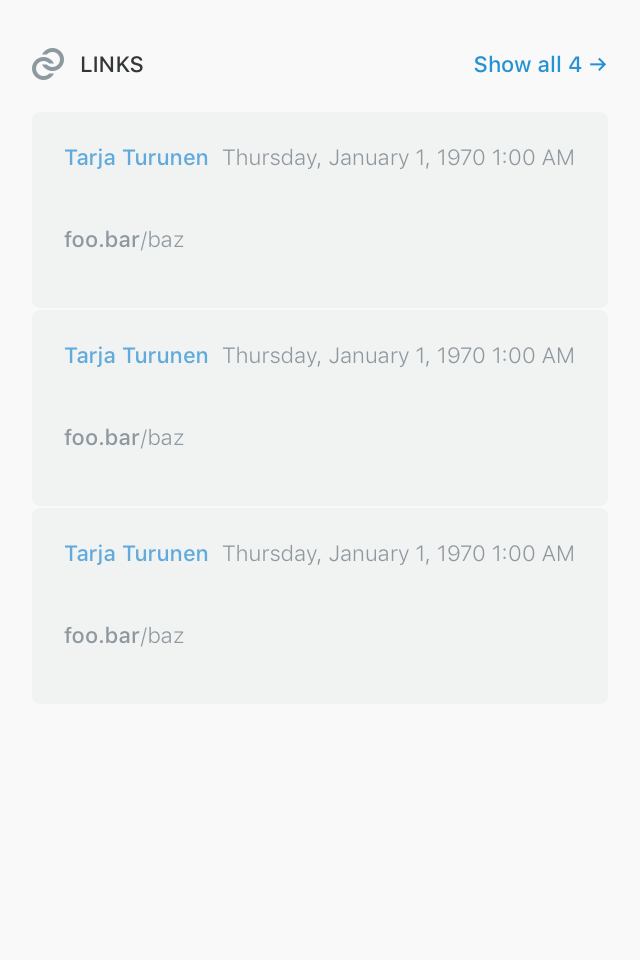 LINKS
Show all 4 →
Tarja Turunen Thursday, January 1, 1970 1:00 AM
foo.bar/baz
Tarja Turunen Thursday, January 1, 1970 1:00 AM
foo.bar/baz
Tarja Turunen Thursday, January 1, 1970 1:00 AM
foo.bar/baz